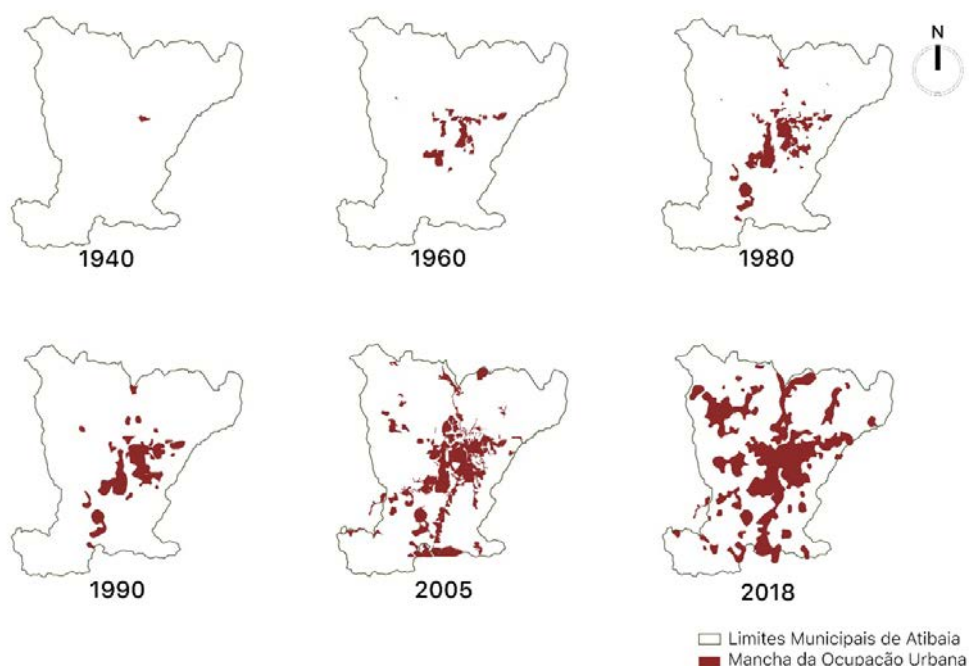 N
1940
1960
1980
1990
2005
2018
Limites Municipais de Atibaia
Mancha da Ocupação Urbana